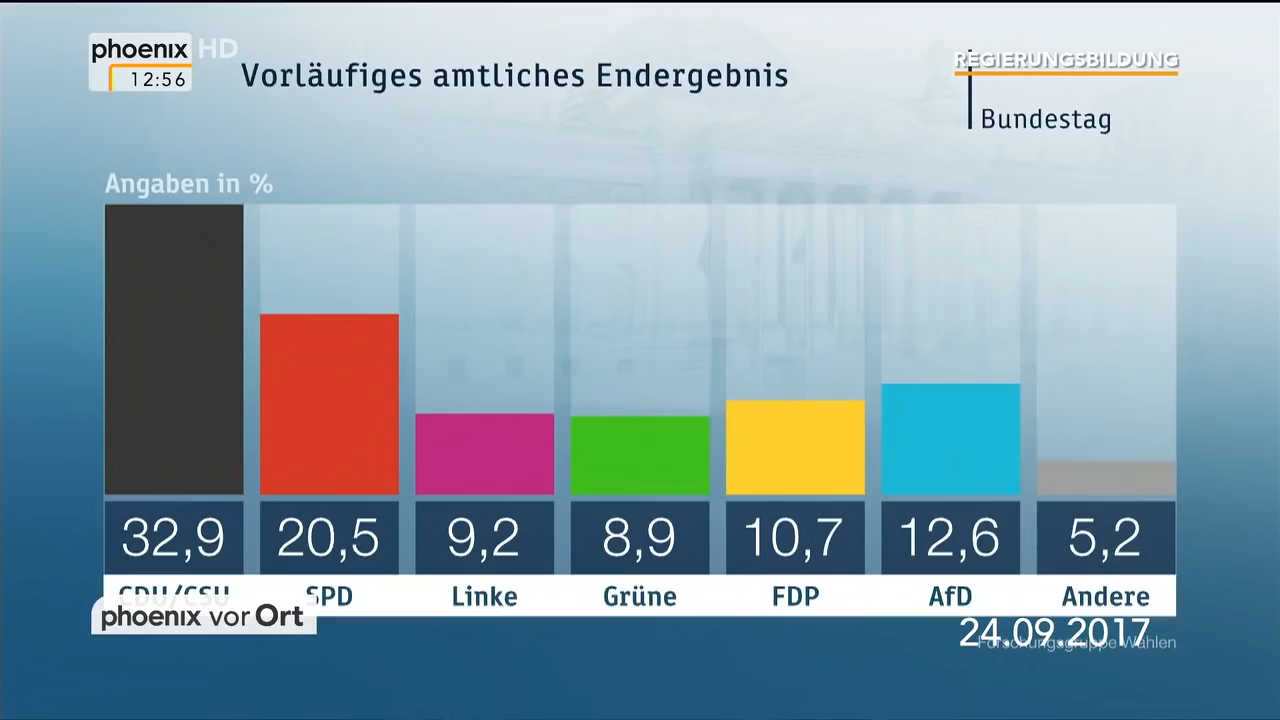 phoenix HD
12:56
Vorläufiges amtliches Endergebnis
REGIERUNGSBILDUNG
Bundestag
Angaben in %
32,9 20,5 9,2 8,9 10,7 12,6 5,2
CDU/CSU SPD Linke Grüne FDP AfD Andere
phoenix vor Ort
24.09.2017
Forschungsgruppe Wahlen